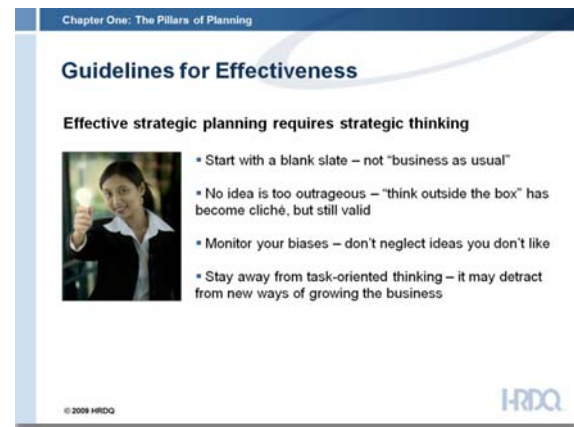 Chapter One: The Pillars of Planning
Guidelines for Effectiveness
Effective strategic planning requires strategic thinking
▪ Start with a blank slate – not “business as usual”
▪ No idea is too outrageous – “think outside the box” has
become cliché, but still valid
▪ Monitor your biases – don’t neglect ideas you don’t like
▪ Stay away from task-oriented thinking – it may detract
from new ways of growing the business
© 2009 HRDQ
HRDQ